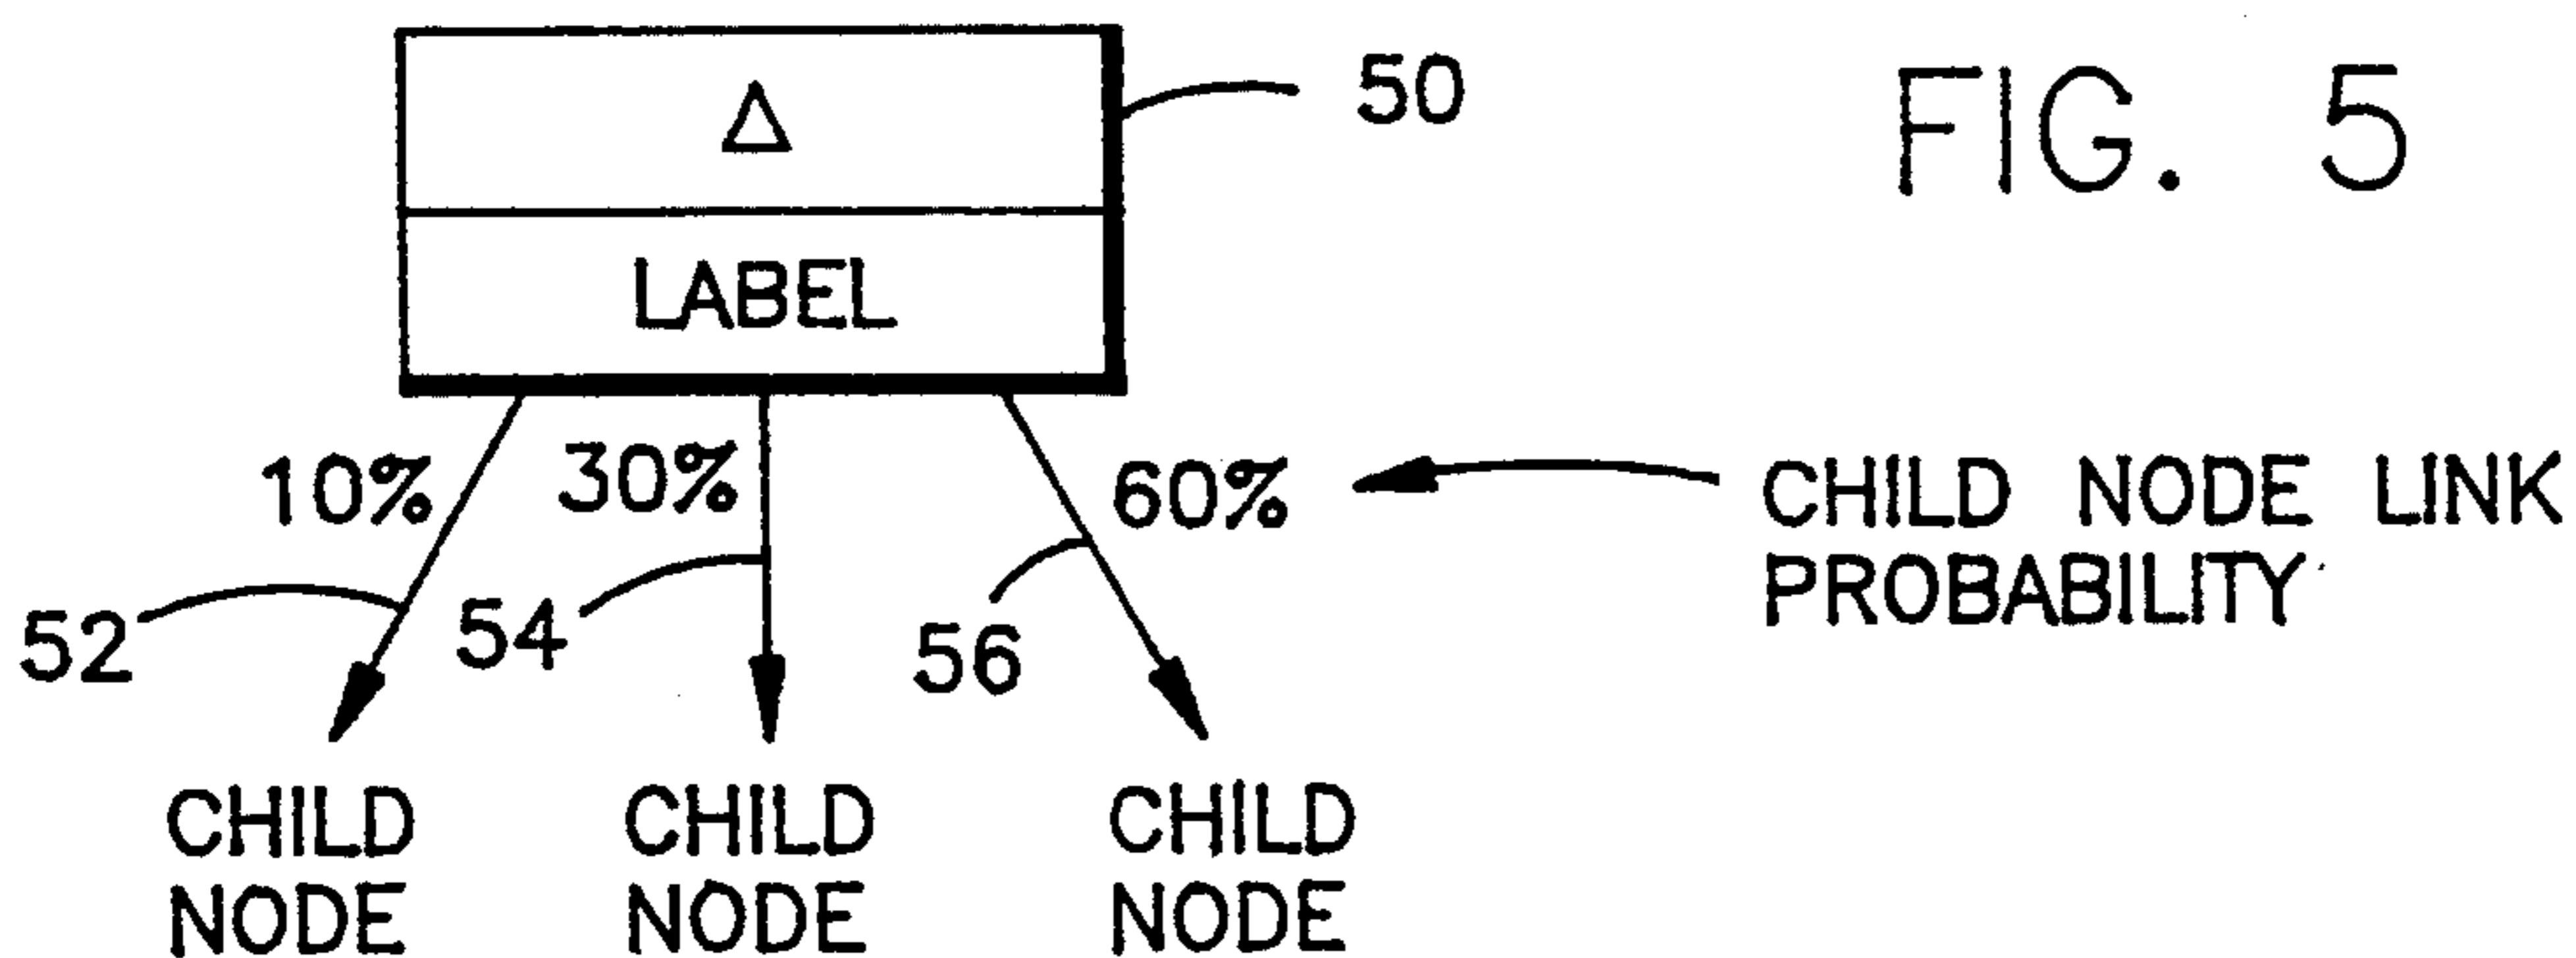 Δ
50
FIG. 5
LABEL
10%
30%
60%
CHILD NODE LINK
PROBABILITY
52
54
56
CHILD
NODE
CHILD
NODE
CHILD
NODE